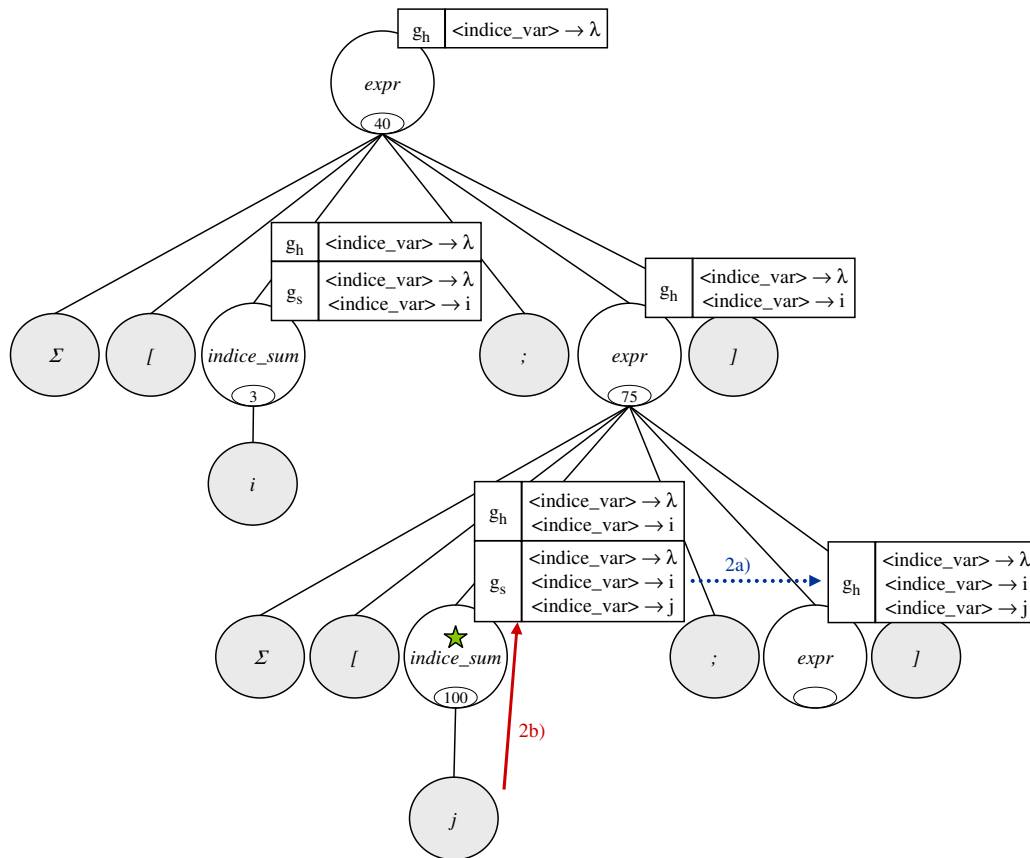 g_h <indice_var> → λ
expr
40
g_h <indice_var> → λ
g_s <indice_var> → λ
<indice_var> → i
g_h <indice_var> → λ
<indice_var> → i
Σ [ indice_sum ; expr ]
3 75
i
g_h <indice_var> → λ
<indice_var> → i
g_s <indice_var> → λ
<indice_var> → i
<indice_var> → j
2a)
g_h <indice_var> → λ
<indice_var> → i
<indice_var> → j
Σ [ indice_sum ; expr ]
100
2b)
j